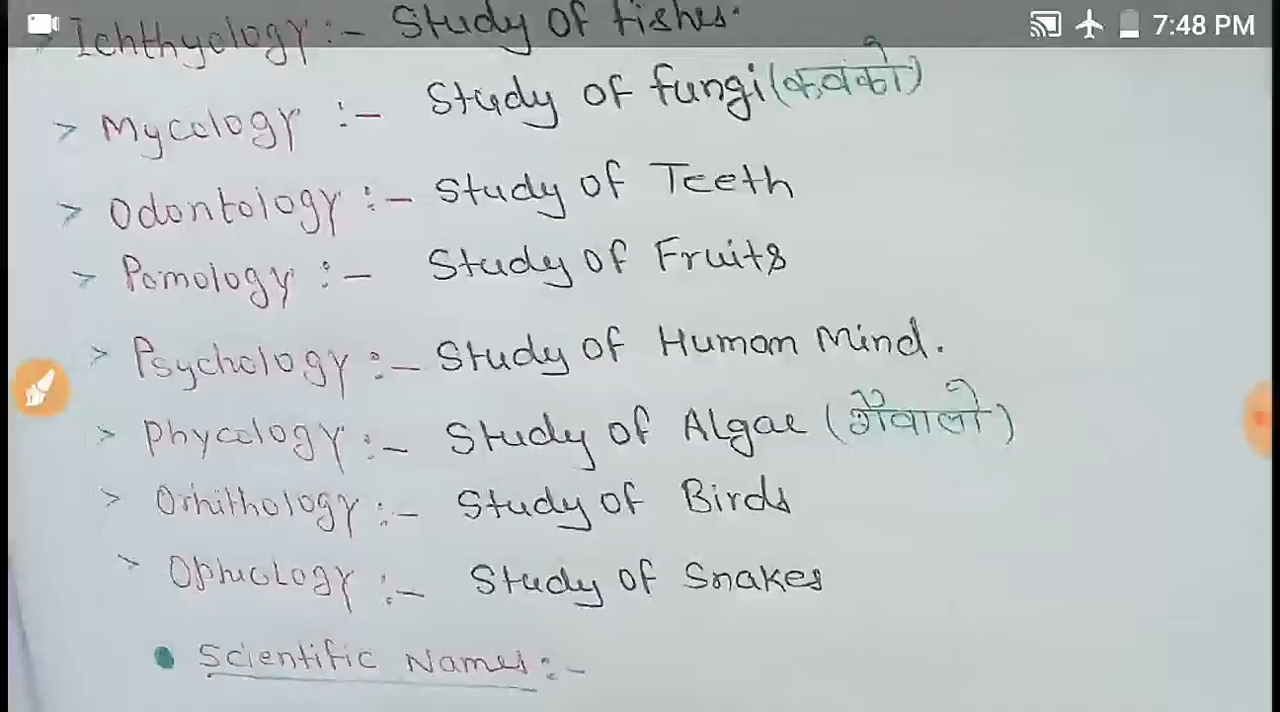 7:48 PM
Ichthyology :- Study of fishes.
> Mycology :- Study of fungi (कवको)
> Odontology :- Study of Teeth
> Pomology :- Study of Fruits
> Psychology :- Study of Human Mind.
> Phycology :- Study of Algae (शैवालो)
> Orhithology :- Study of Birds
> Ophiology :- Study of Snakes
• Scientific Names :-